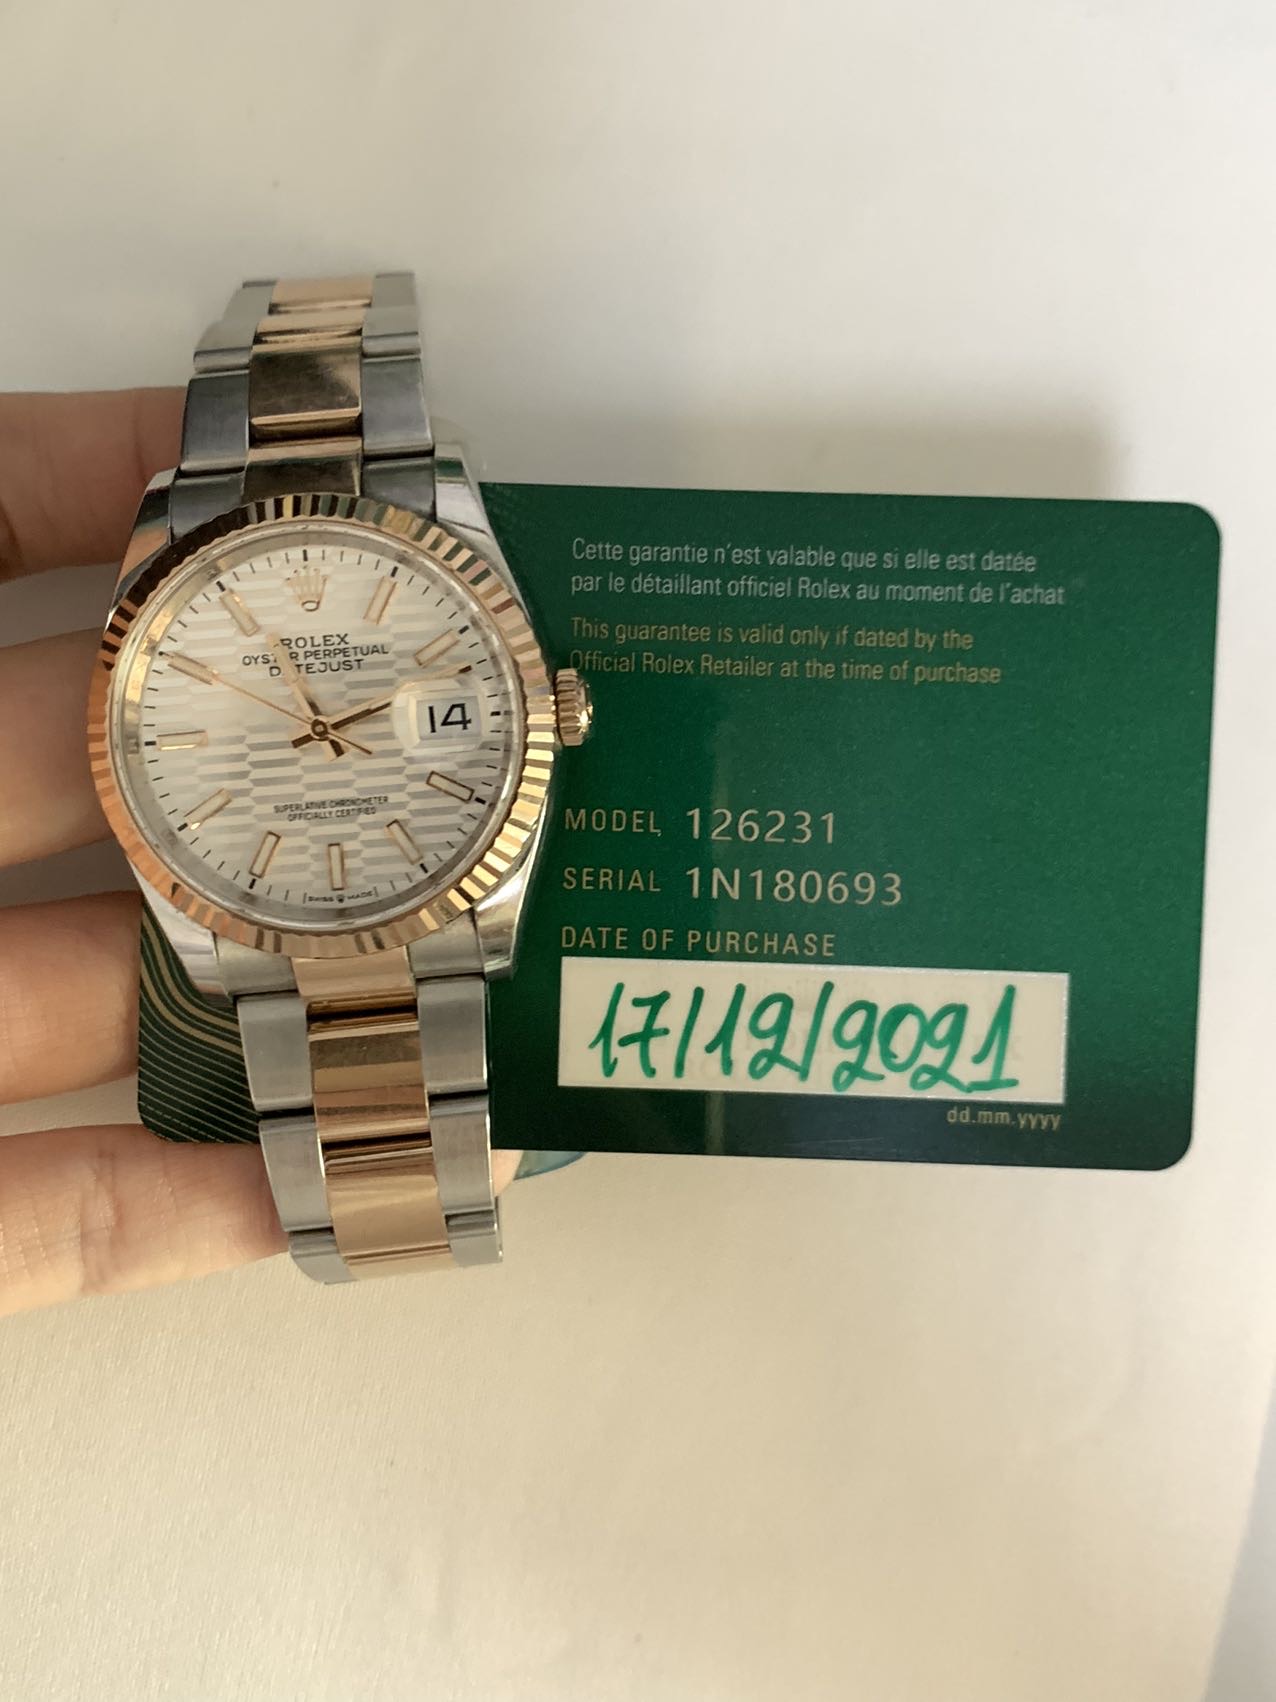 ROLEX
OYSTER PERPETUAL
DATEJUST
14
SUPERLATIVE CHRONOMETER
OFFICIALLY CERTIFIED
SWISS MADE
Cette garantie n'est valable que si elle est datée
par le détaillant officiel Rolex au moment de l'achat
This guarantee is valid only if dated by the
Official Rolex Retailer at the time of purchase
MODEL 126231
SERIAL 1N180693
DATE OF PURCHASE
17/12/2021
dd.mm.yyyy